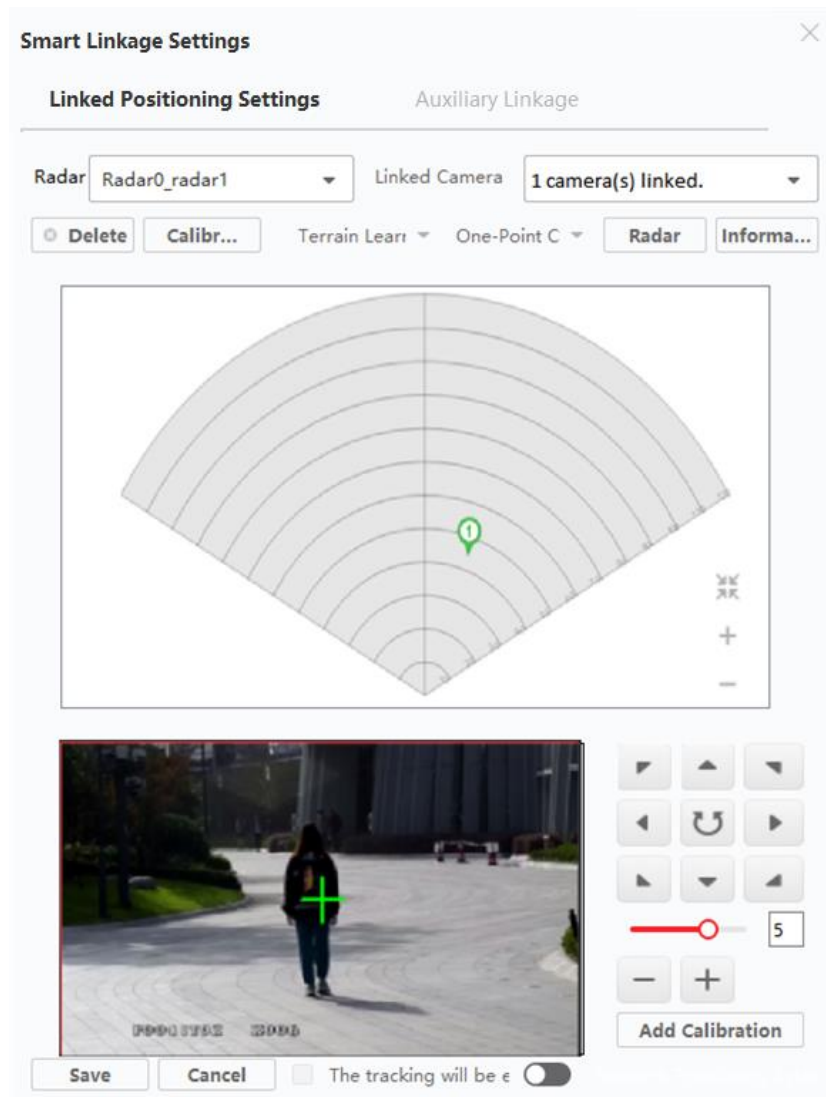 Smart Linkage Settings
Linked Positioning Settings Auxiliary Linkage
Radar Radar0_radar1 Linked Camera 1 camera(s) linked.
Delete Calibr... Terrain Lear One-Point C Radar Informa...
1
5
Add Calibration
Save Cancel The tracking will be e